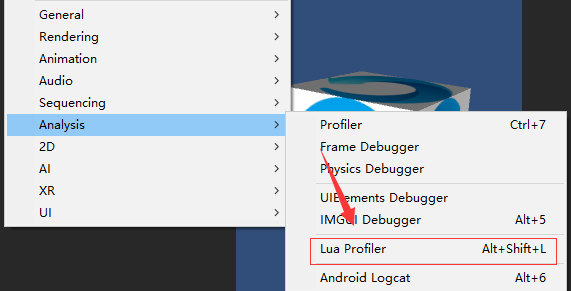 General
Rendering
Animation
Audio
Sequencing
Analysis
2D
AI
XR
UI
Profiler Ctrl+7
Frame Debugger
Physics Debugger
UIElements Debugger
IMGUI Debugger Alt+5
Lua Profiler Alt+Shift+L
Android Logcat Alt+6